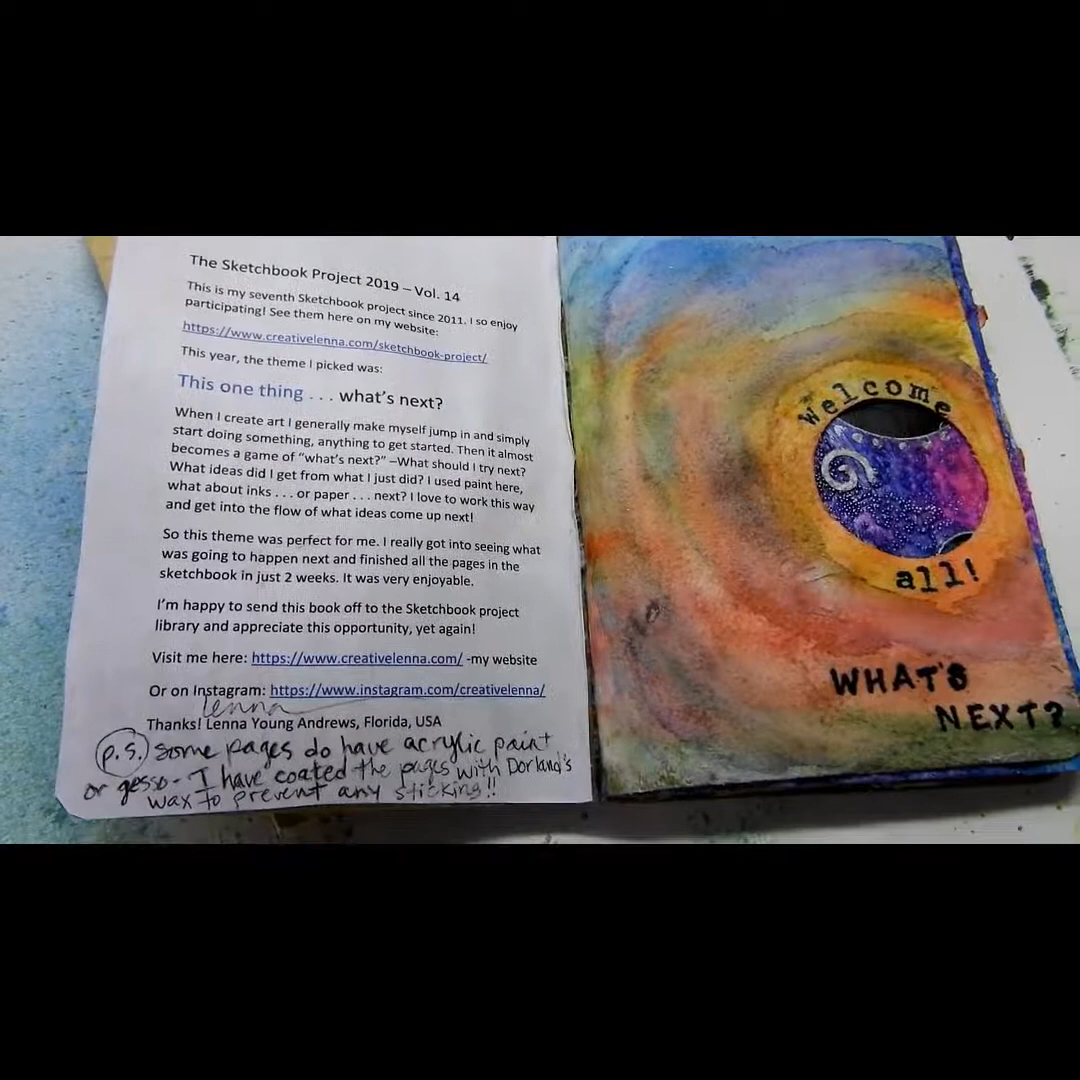 The Sketchbook Project 2019 – Vol. 14
This is my seventh Sketchbook project since 2011. I so enjoy
participating! See them here on my website:
https://www.creativelenna.com/sketchbook-project/
This year, the theme I picked was:
This one thing . . . what's next?
When I create art I generally make myself jump in and simply
start doing something, anything to get started. Then it almost
becomes a game of "what's next?" –What should I try next?
What ideas did I get from what I just did? I used paint here,
what about inks . . . or paper . . . next? I love to work this way
and get into the flow of what ideas come up next!
So this theme was perfect for me. I really got into seeing what
was going to happen next and finished all the pages in the
sketchbook in just 2 weeks. It was very enjoyable.
I'm happy to send this book off to the Sketchbook project
library and appreciate this opportunity, yet again!
Visit me here: https://www.creativelenna.com/ -my website
Or on Instagram: https://www.instagram.com/creativelenna/
Lenna
Thanks! Lenna Young Andrews, Florida, USA
p.s. some pages do have acrylic paint
or gesso - I have coated the pages with Dorland's
wax to prevent any sticking!!
welcome
all!
WHAT'S
NEXT?